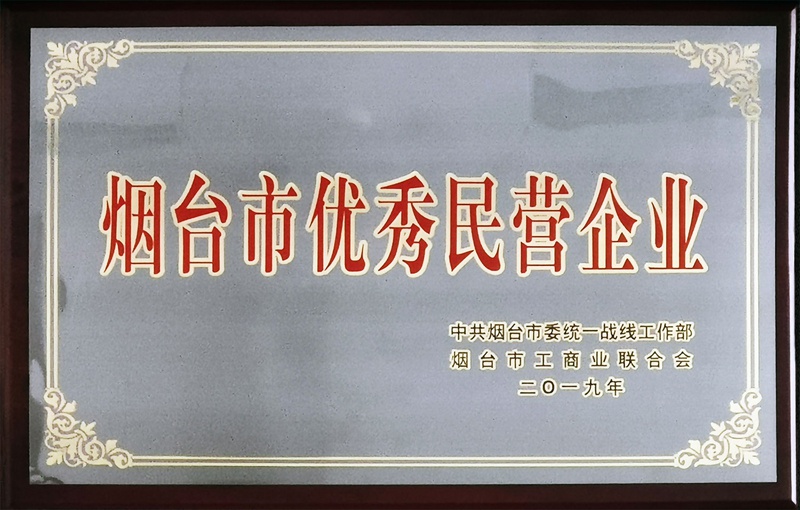 烟台市优秀民营企业
中共烟台市委统一战线工作部
烟台市工商业联合会
二〇一九年